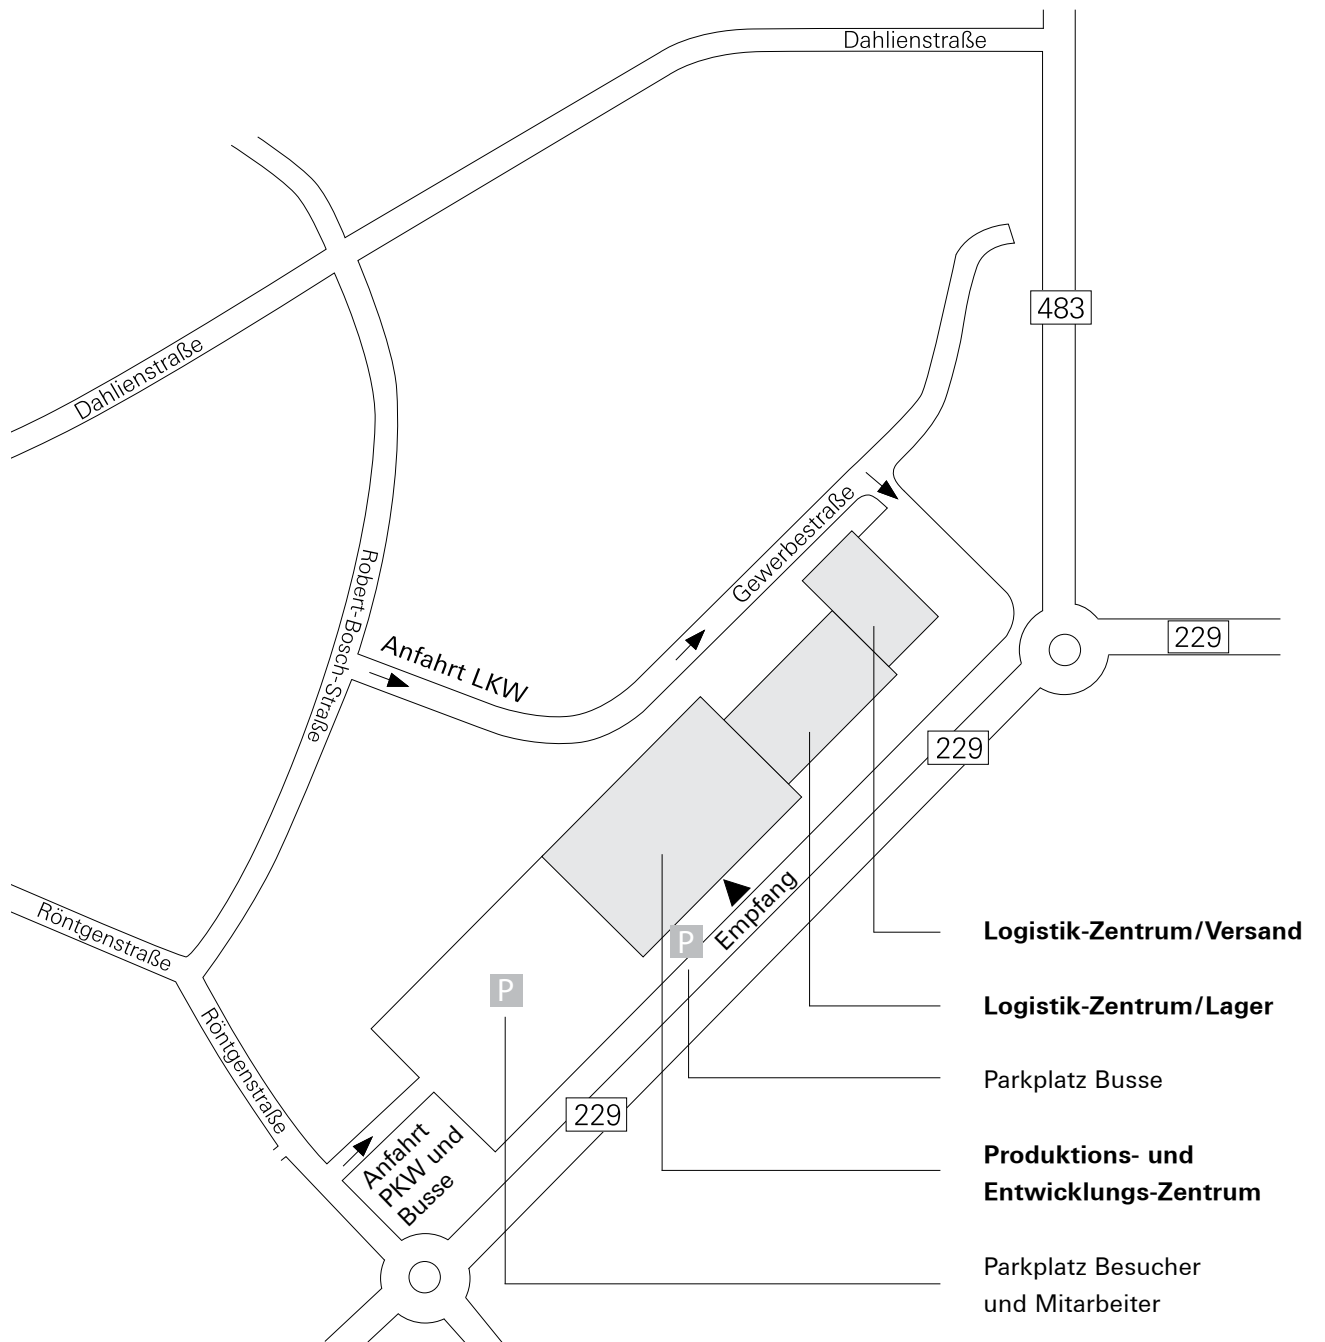 Dahlienstraße
483
Dahlienstraße
Gewerbestraße
Robert-Bosch-Straße
Anfahrt LKW
229
229
Empfang
P
P
Röntgenstraße
Röntgenstraße
229
Anfahrt
PKW und
Busse
Logistik-Zentrum/Versand
Logistik-Zentrum/Lager
Parkplatz Busse
Produktions- und
Entwicklungs-Zentrum
Parkplatz Besucher
und Mitarbeiter